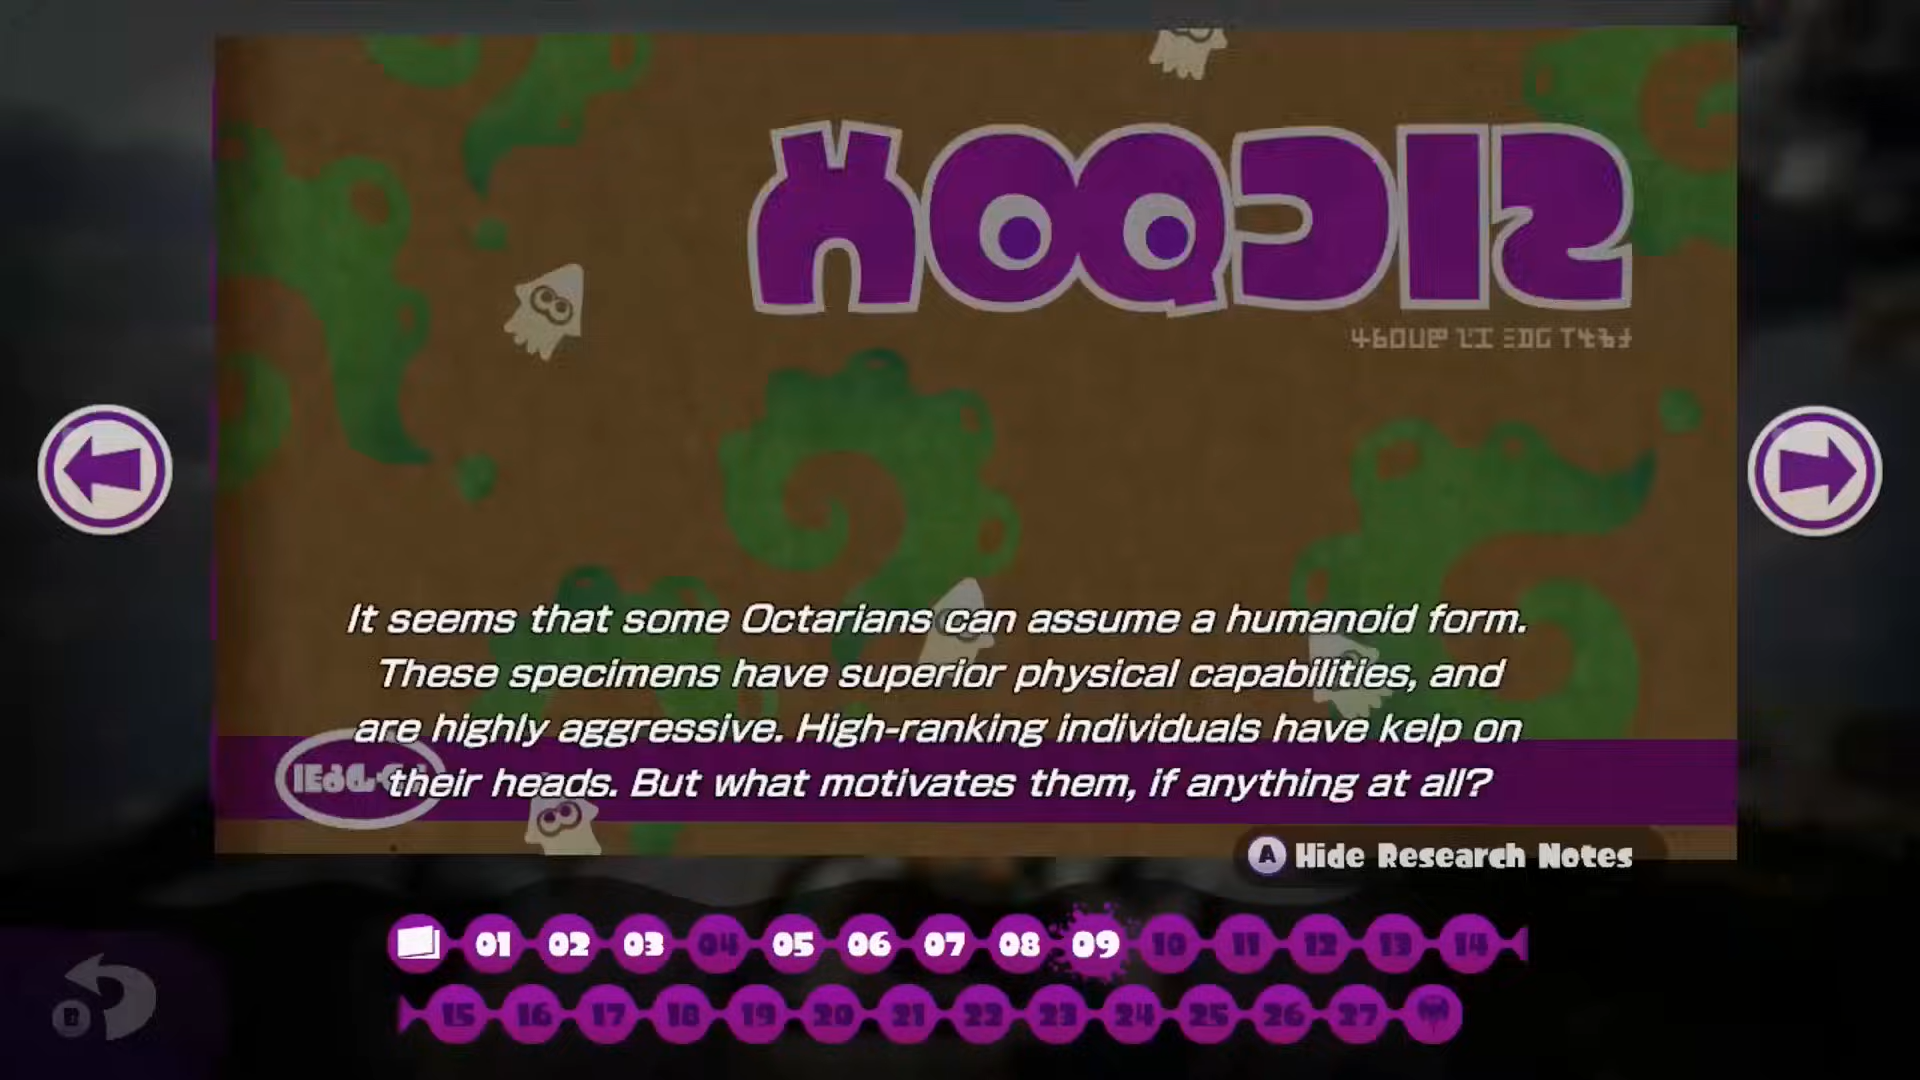 It seems that some Octarians can assume a humanoid form.
These specimens have superior physical capabilities, and
are highly aggressive. High-ranking individuals have kelp on
their heads. But what motivates them, if anything at all?
A Hide Research Notes
01 02 03 04 05 06 07 08 09 10 11 12 13 14
15 16 17 18 19 20 21 22 23 24 25 26 27
B